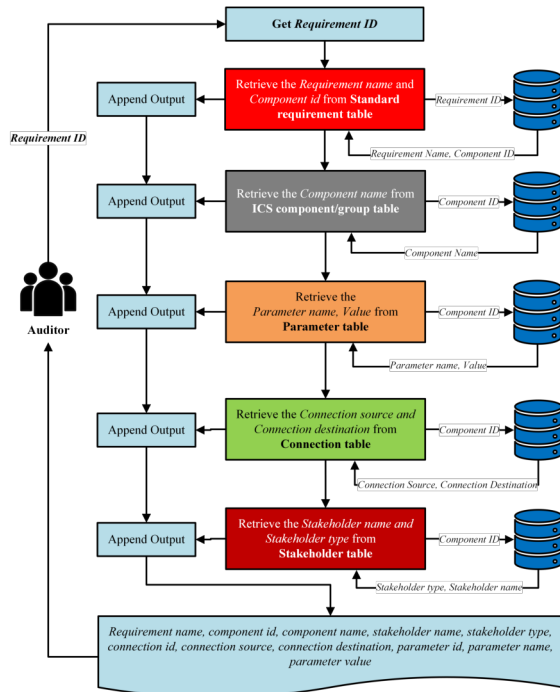 Get Requirement ID
Retrieve the Requirement name and
Component id from Standard
requirement table
Append Output
Requirement ID
Requirement Name, Component ID
Requirement ID
Retrieve the Component name from
ICS component/group table
Append Output
Component ID
Component Name
Auditor
Retrieve the
Parameter name, Value from
Parameter table
Append Output
Component ID
Parameter name, Value
Retrieve the Connection source and
Connection destination from
Connection table
Append Output
Component ID
Connection Source, Connection Destination
Retrieve the Stakeholder name and
Stakeholder type from
Stakeholder table
Append Output
Component ID
Stakeholder type, Stakeholder name
Requirement name, component id, component name, stakeholder name, stakeholder type,
connection id, connection source, connection destination, parameter id, parameter name,
parameter value